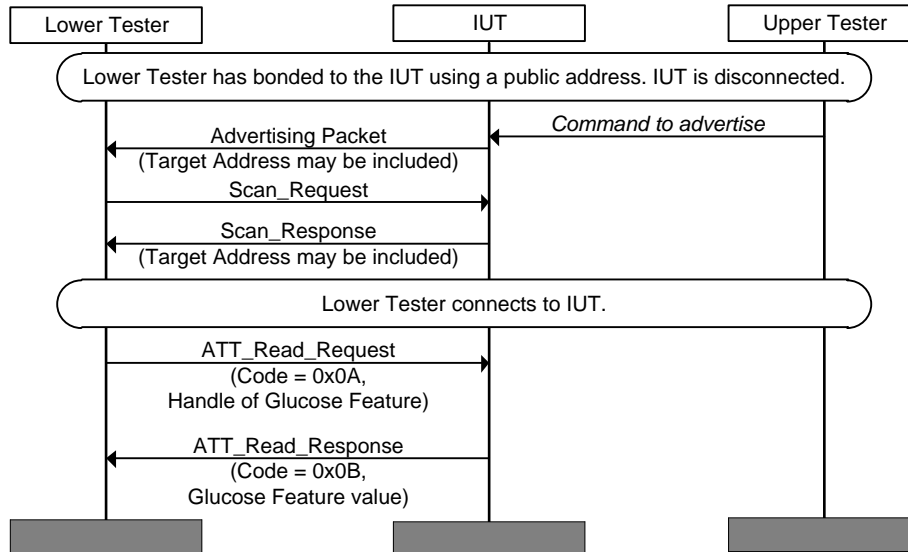 Lower Tester
IUT
Upper Tester
Lower Tester has bonded to the IUT using a public address. IUT is disconnected.
Command to advertise
Advertising Packet
(Target Address may be included)
Scan_Request
Scan_Response
(Target Address may be included)
Lower Tester connects to IUT.
ATT_Read_Request
(Code = 0x0A,
Handle of Glucose Feature)
ATT_Read_Response
(Code = 0x0B,
Glucose Feature value)